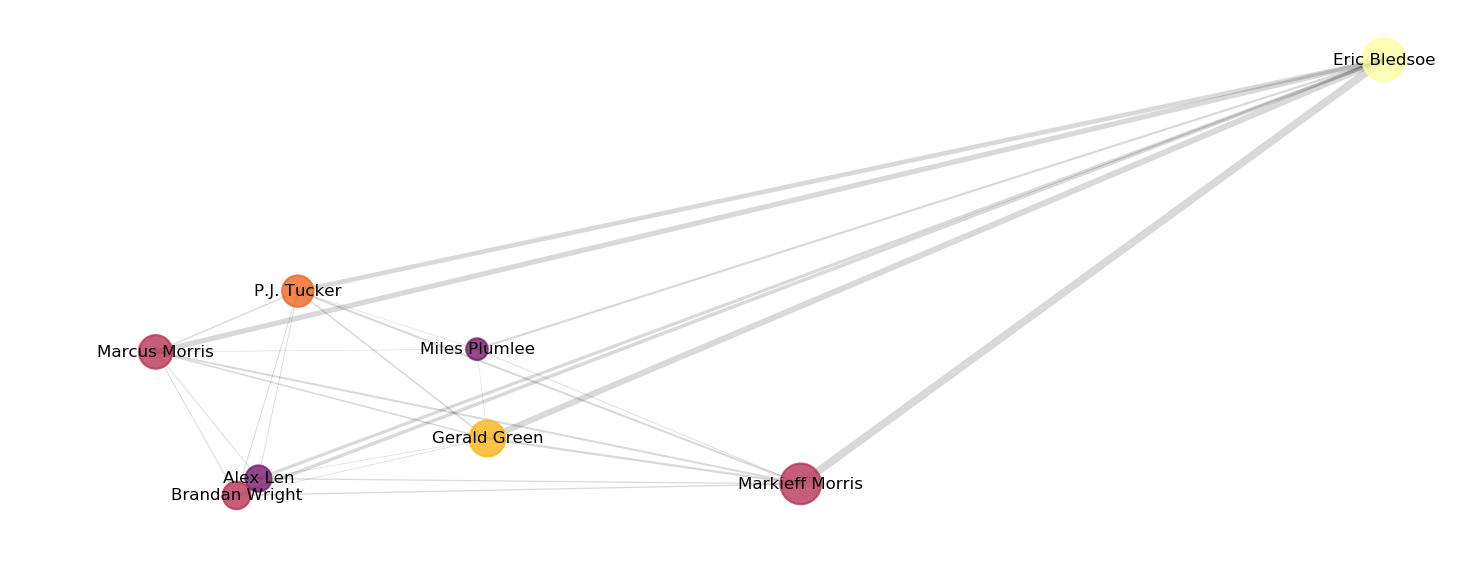 Eric Bledsoe
P.J. Tucker
Miles Plumlee
Marcus Morris
Gerald Green
Alex Len
Markieff Morris
Brandan Wright